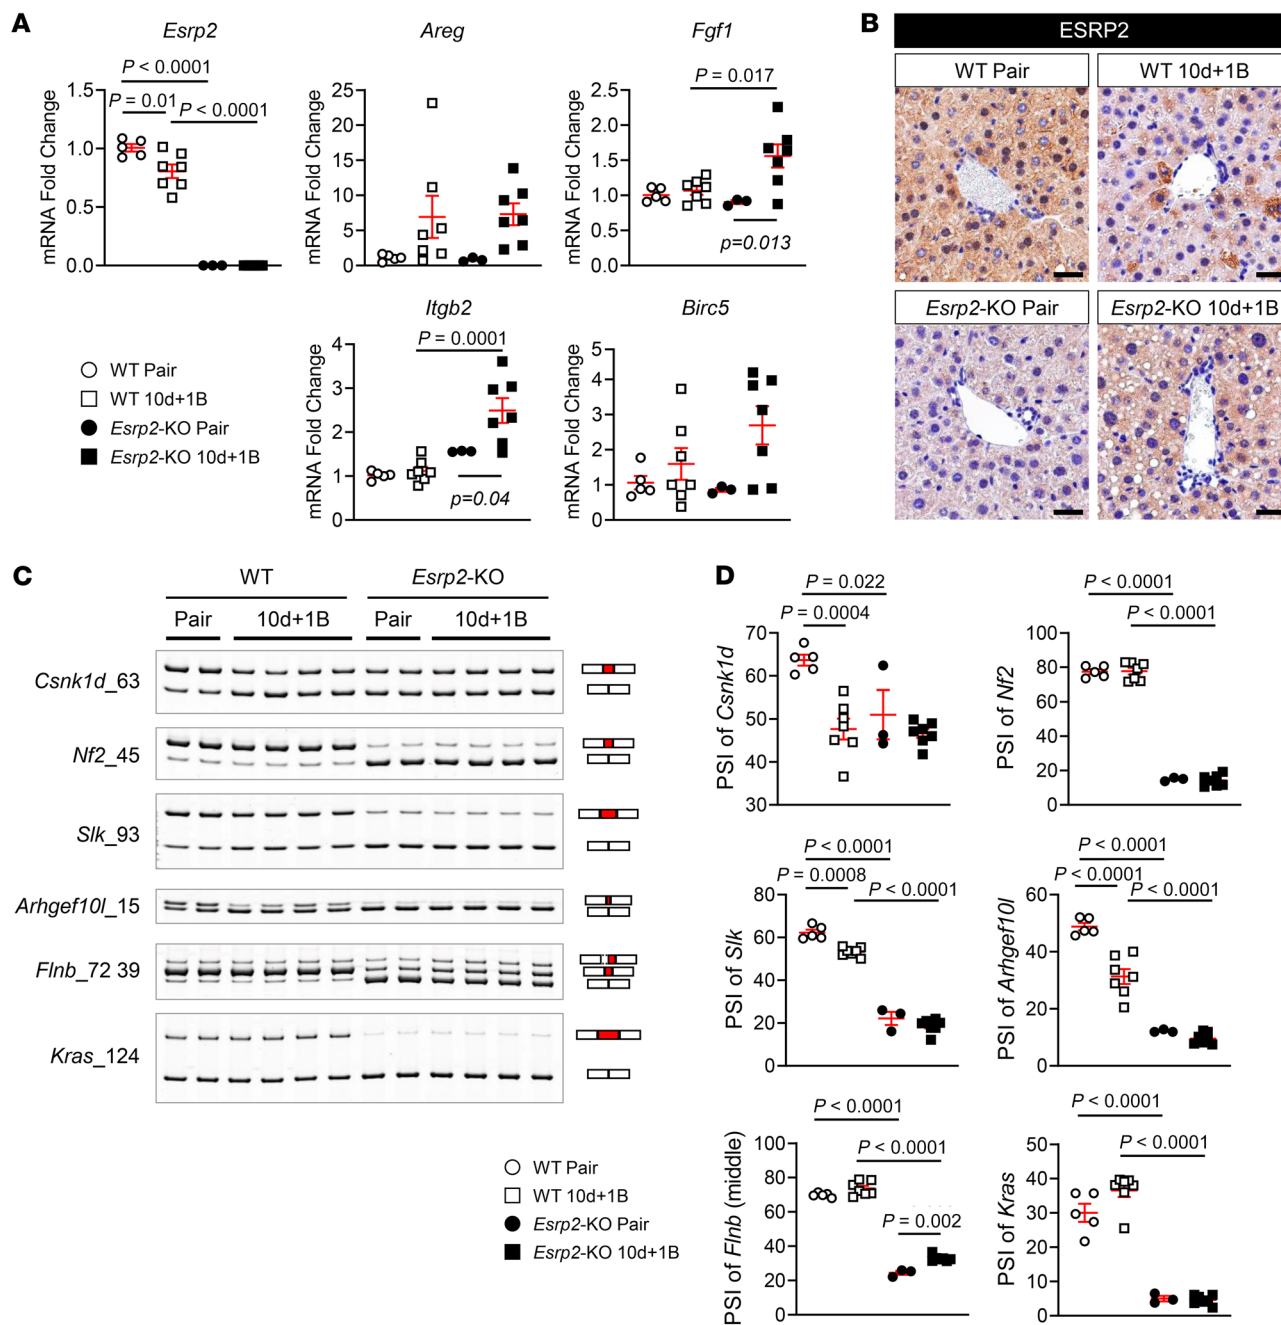 A
Esrp2
P < 0.0001
P = 0.01
P < 0.0001
mRNA Fold Change
1.5
1.0
0.5
0.0
Areg
mRNA Fold Change
25
20
15
10
5
0
Fgf1
P = 0.017
mRNA Fold Change
2.5
2.0
1.5
1.0
0.5
0.0
p=0.013
WT Pair
WT 10d+1B
Esrp2-KO Pair
Esrp2-KO 10d+1B
Itgb2
P = 0.0001
mRNA Fold Change
4
3
2
1
0
p=0.04
Birc5
mRNA Fold Change
5
4
3
2
1
0
B
ESRP2
WT Pair
WT 10d+1B
Esrp2-KO Pair
Esrp2-KO 10d+1B
C
WT
Esrp2-KO
Pair
10d+1B
Pair
10d+1B
Csnk1d_63
Nf2_45
Slk_93
Arhgef10l_15
Flnb_72 39
Kras_124
WT Pair
WT 10d+1B
Esrp2-KO Pair
Esrp2-KO 10d+1B
D
P = 0.022
P = 0.0004
PSI of Csnk1d
70
60
50
40
30
P < 0.0001
P < 0.0001
PSI of Nf2
100
80
60
40
20
0
P < 0.0001
P = 0.0008
P < 0.0001
PSI of Slk
80
60
40
20
0
P < 0.0001
P < 0.0001
P < 0.0001
PSI of Arhgef10l
60
40
20
0
P < 0.0001
P < 0.0001
P = 0.002
PSI of Flnb (middle)
100
80
60
40
20
0
P < 0.0001
P < 0.0001
PSI of Kras
50
40
30
20
10
0